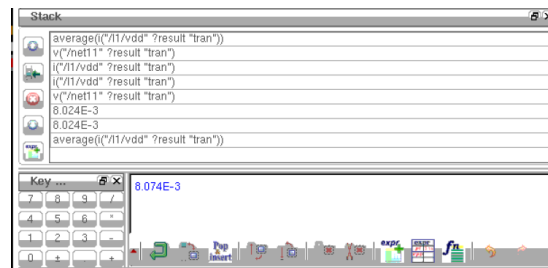 Stack
average(i("/I1/vdd" ?result "tran"))
v("/net11" ?result "tran")
i("/I1/vdd" ?result "tran")
i("/I1/vdd" ?result "tran")
v("/net11" ?result "tran")
8.024E-3
8.024E-3
average(i("/I1/vdd" ?result "tran"))
Key ...
8.074E-3
7 8 9 /
4 5 6 *
1 2 3 -
0 ± . +
Pop
Insert
expr
expr
fn
expr